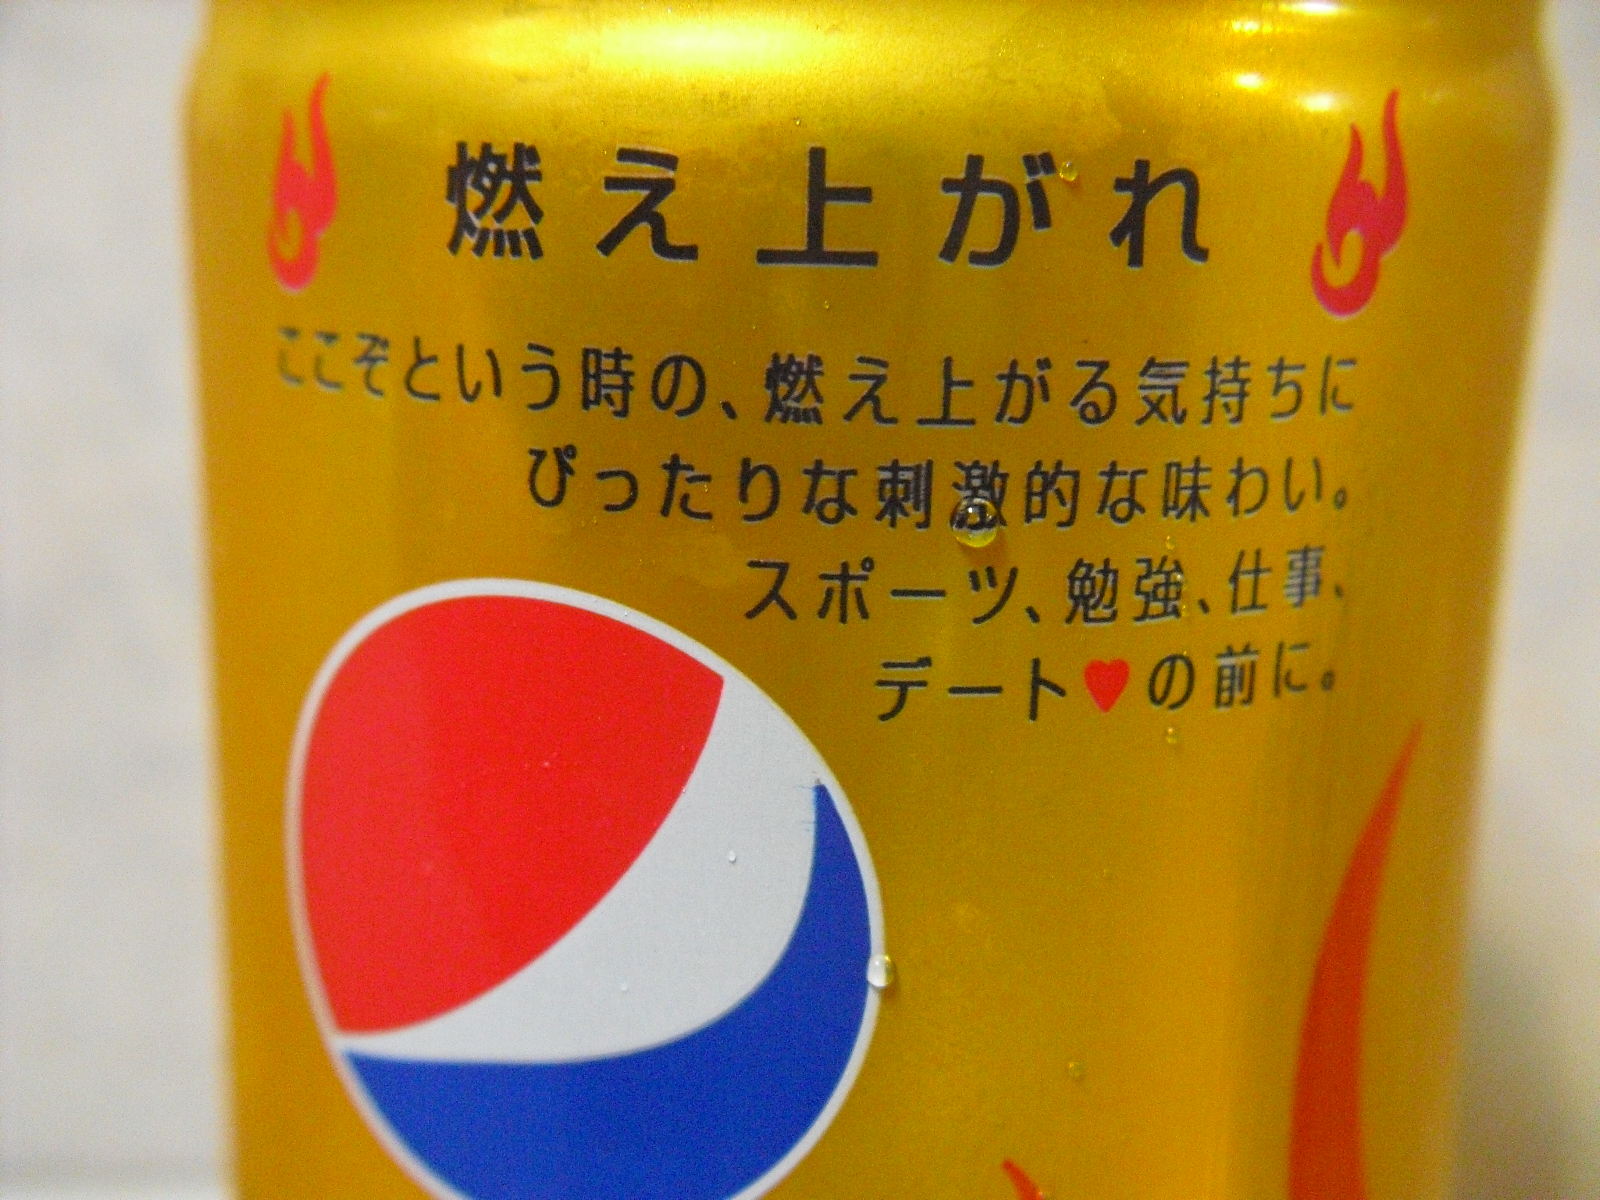 燃え上がれ
ここぞという時の、燃え上がる気持ちに
ぴったりな刺激的な味わい。
スポーツ、勉強、仕事、
デート♥の前に。